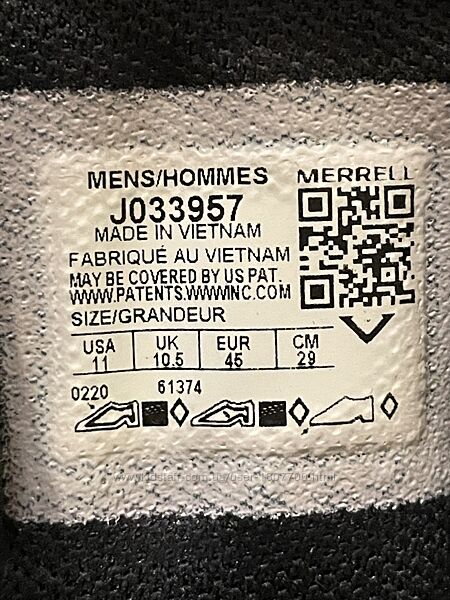 MENS/HOMMES
MERRELL
J033957
MADE IN VIETNAM
FABRIQUÉ AU VIETNAM
MAY BE COVERED BY US PAT.
WWW.PATENTS.WWWINC.COM
SIZE/GRANDEUR
USA UK EUR CM
11 10.5 45 29
0220 61374